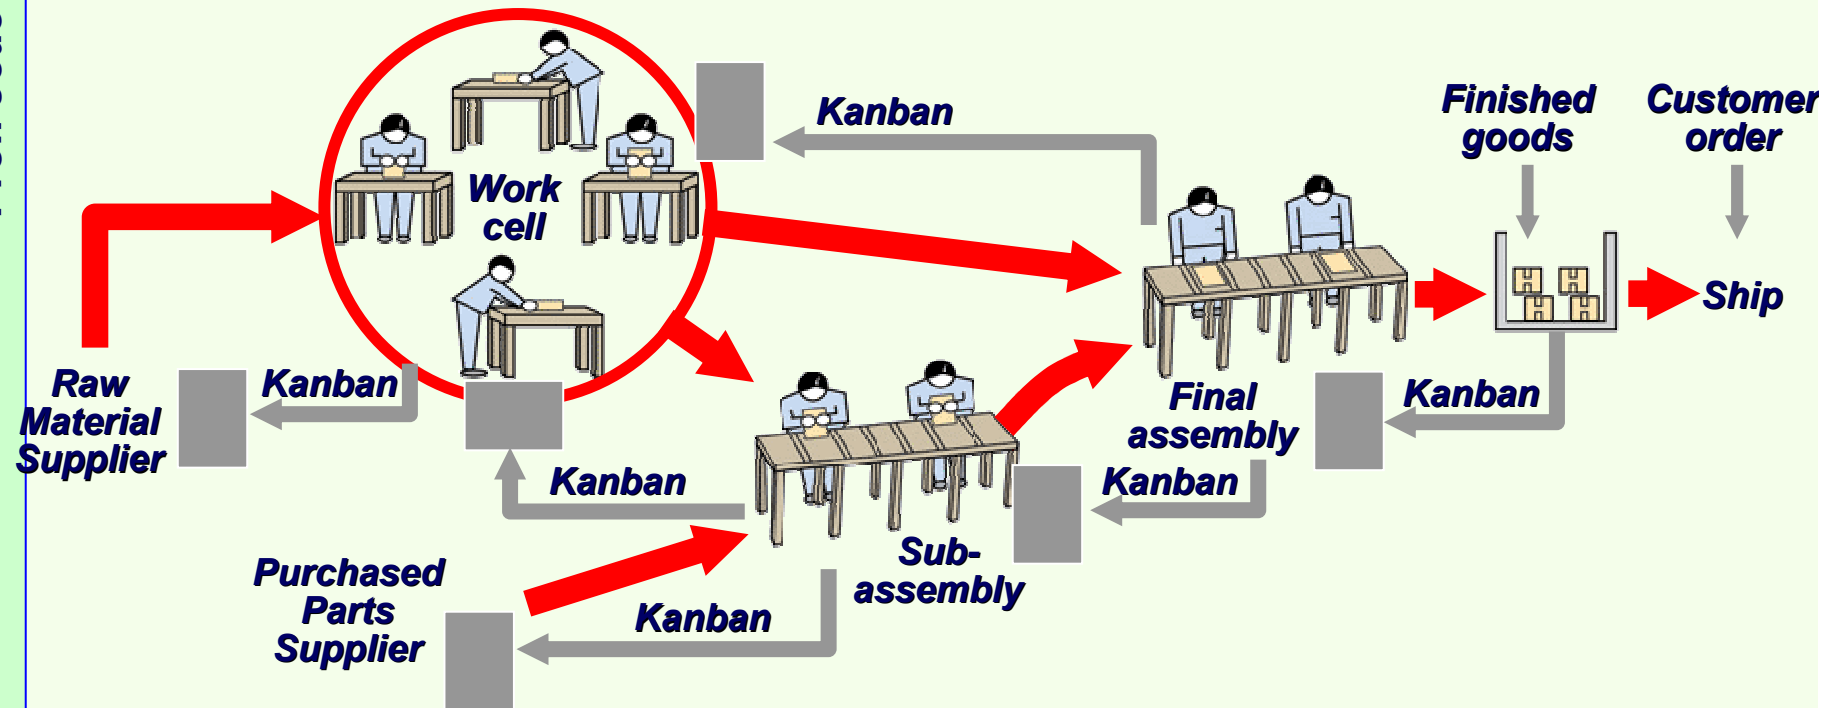 Kanban
Finished
goods
Customer
order
Work
cell
Ship
Raw
Material
Supplier
Kanban
Final
assembly
Kanban
Kanban
Kanban
Sub-
assembly
Purchased
Parts
Supplier
Kanban